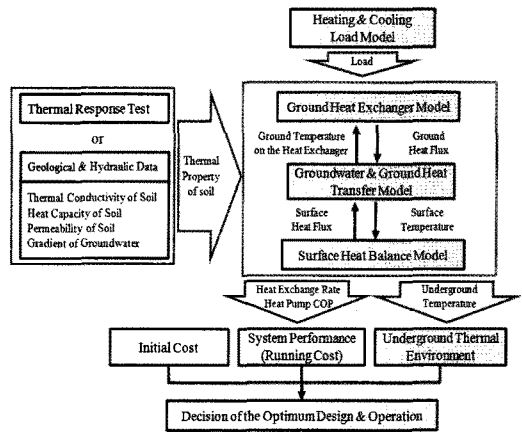 Heating & Cooling
Load Model
Load
Thermal Response Test
or
Geological & Hydraulic Data
Thermal Conductivity of Soil
Heat Capacity of Soil
Permeability of Soil
Gradient of Groundwater
Thermal
Property
of soil
Ground Heat Exchanger Model
Ground Temperature
on the Heat Exchanger
Ground
Heat Flux
Groundwater & Ground Heat
Transfer Model
Surface
Heat Flux
Surface
Temperature
Surface Heat Balance Model
Heat Exchange Rate
Heat Pump COP
Underground
Temperature
Initial Cost
System Performance
(Running Cost)
Underground Thermal
Environment
Decision of the Optimum Design & Operation